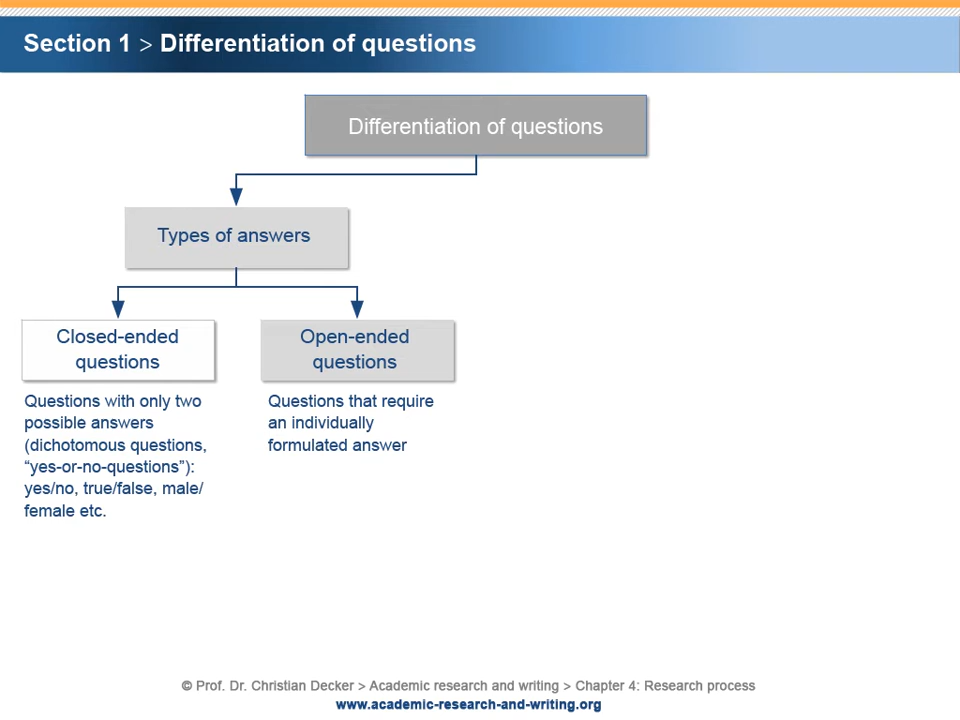 Section 1 > Differentiation of questions
Differentiation of questions
Types of answers
Closed-ended
questions
Open-ended
questions
Questions with only two
possible answers
(dichotomous questions,
“yes-or-no-questions”):
yes/no, true/false, male/
female etc.
Questions that require
an individually
formulated answer
© Prof. Dr. Christian Decker > Academic research and writing > Chapter 4: Research process
www.academic-research-and-writing.org